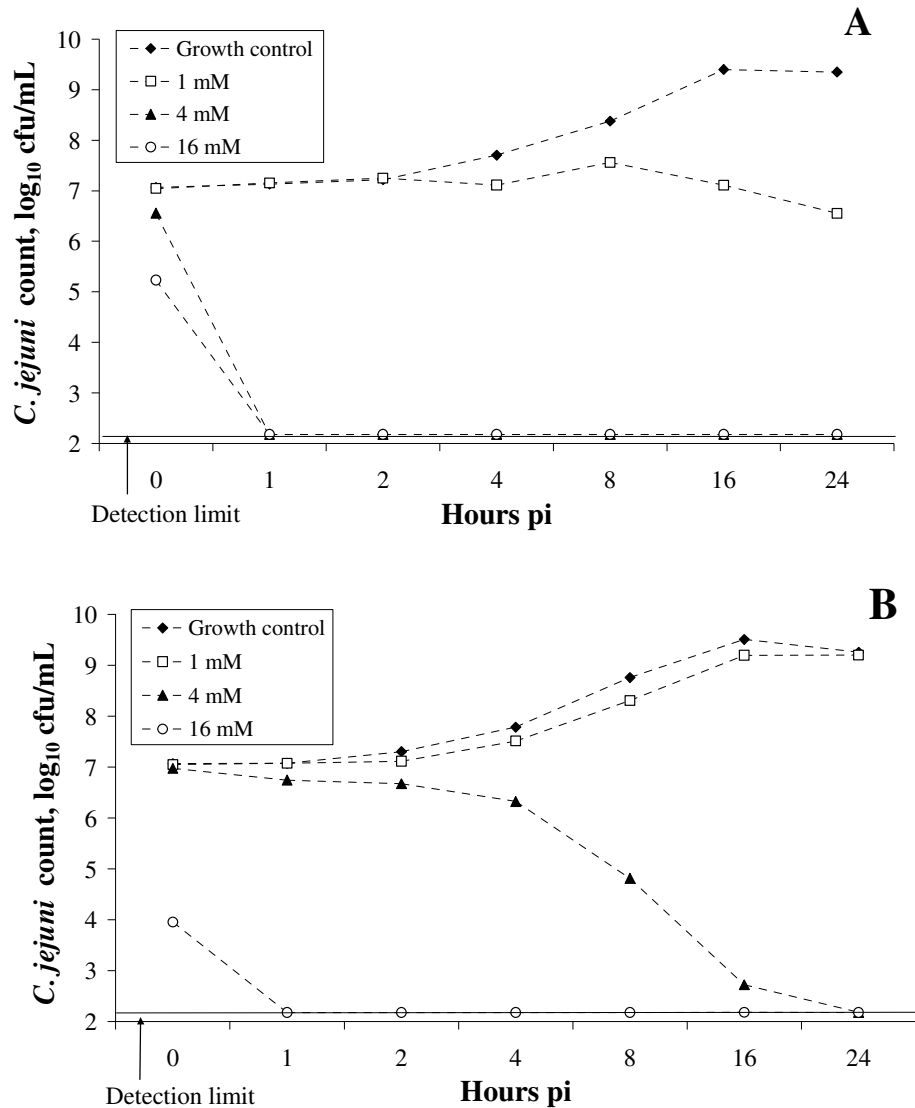 A
10
9
8
7
6
5
4
3
2
C. jejuni count, log10 cfu/mL
Growth control
1 mM
4 mM
16 mM
0 1 2 4 8 16 24
Detection limit
Hours pi
B
10
9
8
7
6
5
4
3
2
C. jejuni count, log10 cfu/mL
Growth control
1 mM
4 mM
16 mM
0 1 2 4 8 16 24
Detection limit
Hours pi